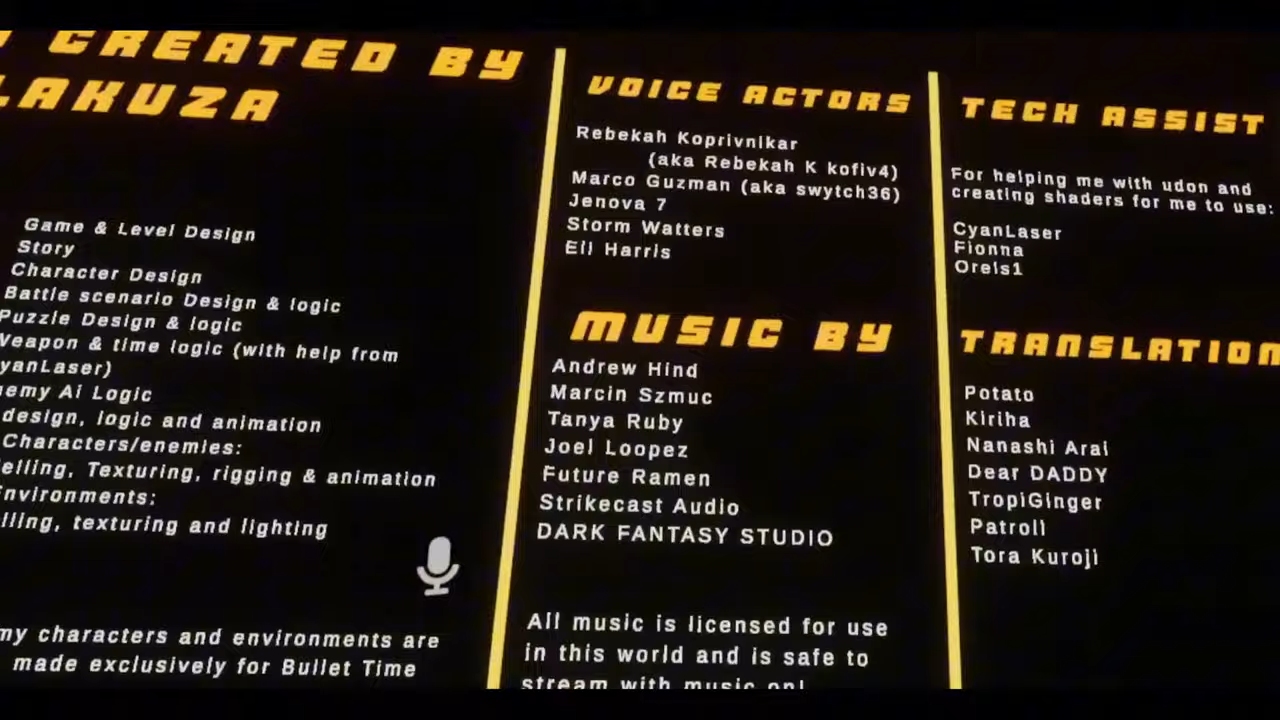 CREATED BY
LAKUZA
Game & Level Design
Story
Character Design
Battle scenario Design & logic
Puzzle Design & logic
Weapon & time logic (with help from
yanLaser)
nemy Ai Logic
design, logic and animation
Characters/enemies:
elling, Texturing, rigging & animation
Environments:
lling, texturing and lighting
my characters and environments are
made exclusively for Bullet Time
VOICE ACTORS
Rebekah Koprivnikar
(aka Rebekah K kofiv4)
Marco Guzman (aka swytch36)
Jenova 7
Storm Watters
Eli Harris
MUSIC BY
Andrew Hind
Marcin Szmuc
Tanya Ruby
Joel Loopez
Future Ramen
Strikecast Audio
DARK FANTASY STUDIO
All music is licensed for use
in this world and is safe to
stream with music on!
TECH ASSIST
For helping me with udon and
creating shaders for me to use:
CyanLaser
Fionna
Orels1
TRANSLATION
Potato
Kiriha
Nanashi Arai
Dear DADDY
TropiGinger
Patroll
Tora Kuroji